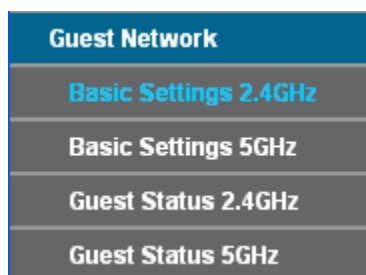 Guest Network
Basic Settings 2.4GHz
Basic Settings 5GHz
Guest Status 2.4GHz
Guest Status 5GHz